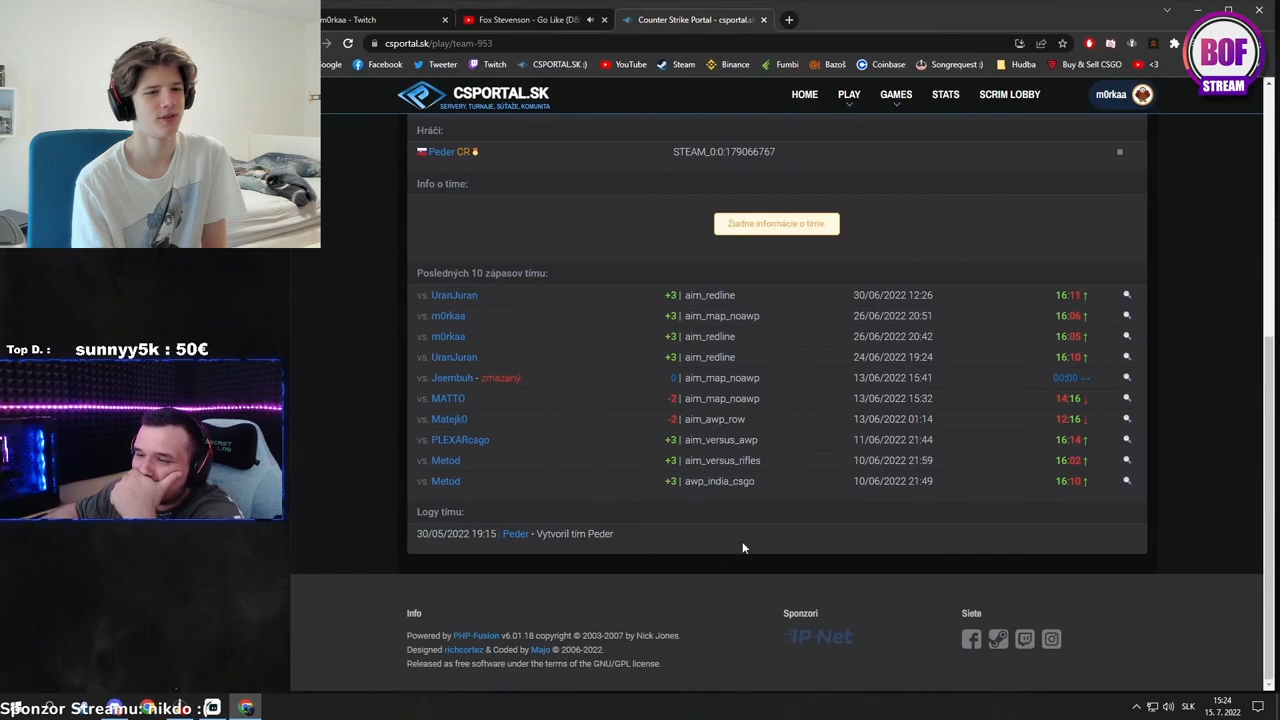 m0rkaa - Twitch
Fox Stevenson - Go Like (D&
Counter Strike Portal - csportal.s
csportal.sk/play/team-953
oogle
Facebook
Tweeter
Twitch
CSPORTAL.SK :)
YouTube
Steam
Binance
Fumbi
Bazoš
Coinbase
Songrequest :)
Hudba
Buy & Sell CSGO
<3
BOF
STREAM
CSPORTAL.SK
SERVERY, TURNAJE, SÚŤAŽE, KOMUNITA
HOME
PLAY
GAMES
STATS
SCRIM LOBBY
m0rkaa
Hráči:
Peder CR STEAM_0:0:179066767
Info o tíme:
Žiadne informácie o tíme.
Posledných 10 zápasov tímu:
vs. UranJuran +3 | aim_redline 30/06/2022 12:26 16:11 ↑
vs. m0rkaa +3 | aim_map_noawp 26/06/2022 20:51 16:06 ↑
vs. m0rkaa +3 | aim_redline 26/06/2022 20:42 16:05 ↑
vs. UranJuran +3 | aim_redline 24/06/2022 19:24 16:10 ↑
vs. Jsembuh - zmazaný 0 | aim_map_noawp 13/06/2022 15:41 00:00 ↔
vs. MATTO -2 | aim_map_noawp 13/06/2022 15:32 14:16 ↓
vs. Matejk0 -2 | aim_awp_row 13/06/2022 01:14 12:16 ↓
vs. PLEXARcsgo +3 | aim_versus_awp 11/06/2022 21:44 16:14 ↑
vs. Metod +3 | aim_versus_rifles 10/06/2022 21:59 16:02 ↑
vs. Metod +3 | awp_india_csgo 10/06/2022 21:49 16:10 ↑
Logy tímu:
30/05/2022 19:15 | Peder - Vytvoril tím Peder
Top D. : sunnyy5k : 50€
SECRET
LAB
Info
Powered by PHP-Fusion v6.01.18 copyright © 2003-2007 by Nick Jones.
Designed richcortez & Coded by Majo © 2006-2022.
Released as free software under the terms of the GNU/GPL license.
Sponzori
IP-Net
Siete
Sponzor Streamu: nikdo :(
SLK
15:24
15. 7. 2022